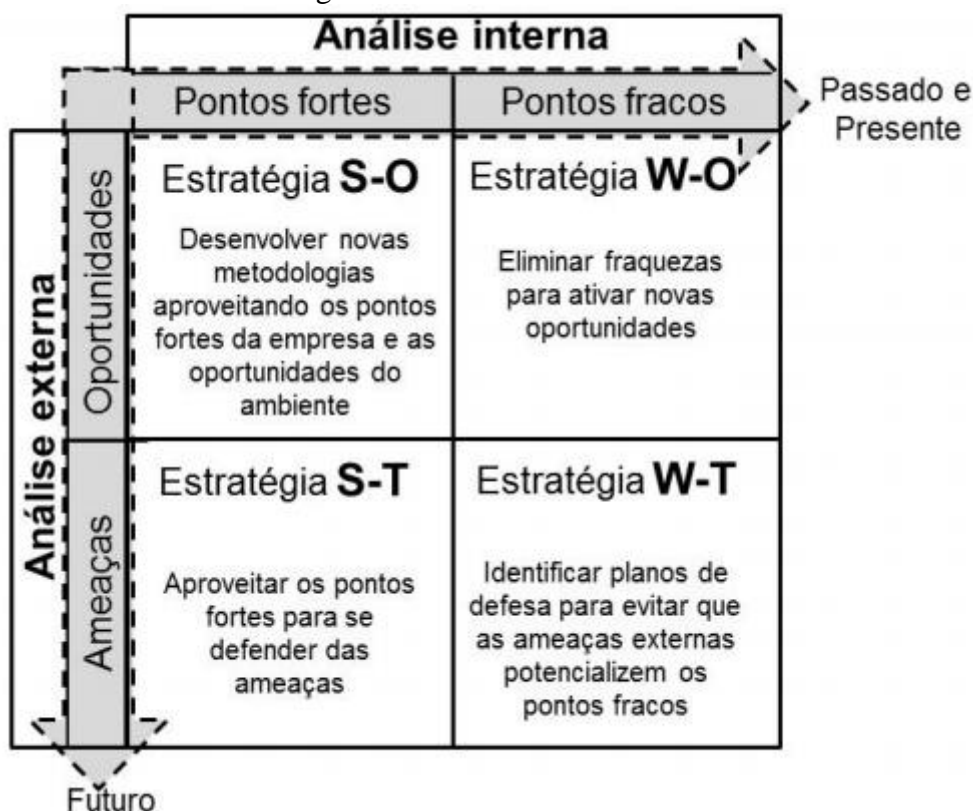 Análise interna
Pontos fortes
Pontos fracos
Passado e
Presente
Análise externa
Oportunidades
Estratégia S-O
Desenvolver novas
metodologias
aproveitando os pontos
fortes da empresa e as
oportunidades do
ambiente
Estratégia W-O
Eliminar fraquezas
para ativar novas
oportunidades
Ameaças
Estratégia S-T
Aproveitar os pontos
fortes para se
defender das
ameaças
Estratégia W-T
Identificar planos de
defesa para evitar que
as ameaças externas
potencializem os
pontos fracos
Futuro